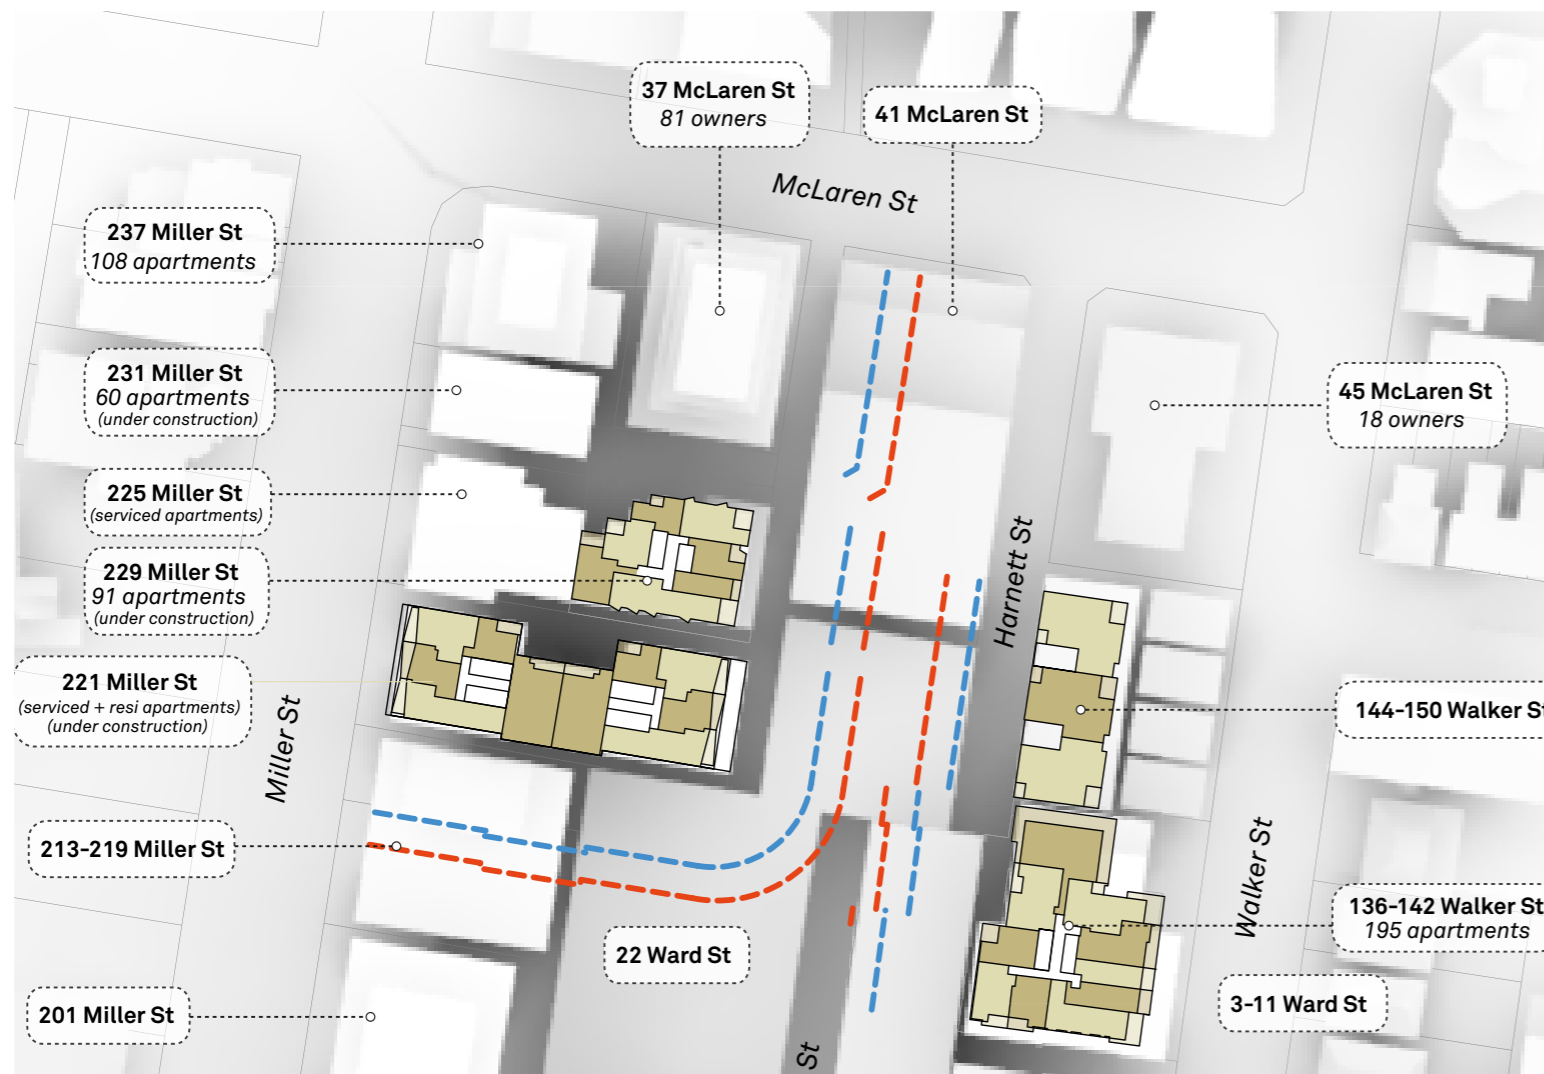 37 McLaren St
81 owners
41 McLaren St
McLaren St
237 Miller St
108 apartments
231 Miller St
60 apartments
(under construction)
45 McLaren St
18 owners
225 Miller St
(serviced apartments)
229 Miller St
91 apartments
(under construction)
Harnett St
221 Miller St
(serviced + resi apartments)
(under construction)
Miller St
144-150 Walker St
213-219 Miller St
Walker St
136-142 Walker St
195 apartments
22 Ward St
201 Miller St
3-11 Ward St
St